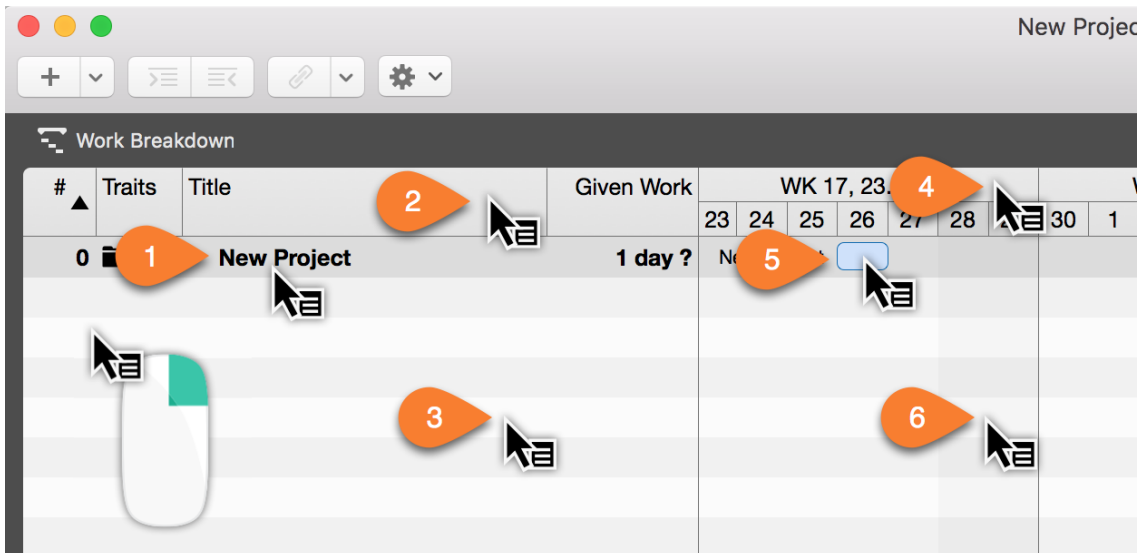 New Projec
Work Breakdown
# Traits Title 2 Given Work WK 17, 23. 4
23 24 25 26 27 28 30 1
0 1 New Project 1 day ? 5
3 6